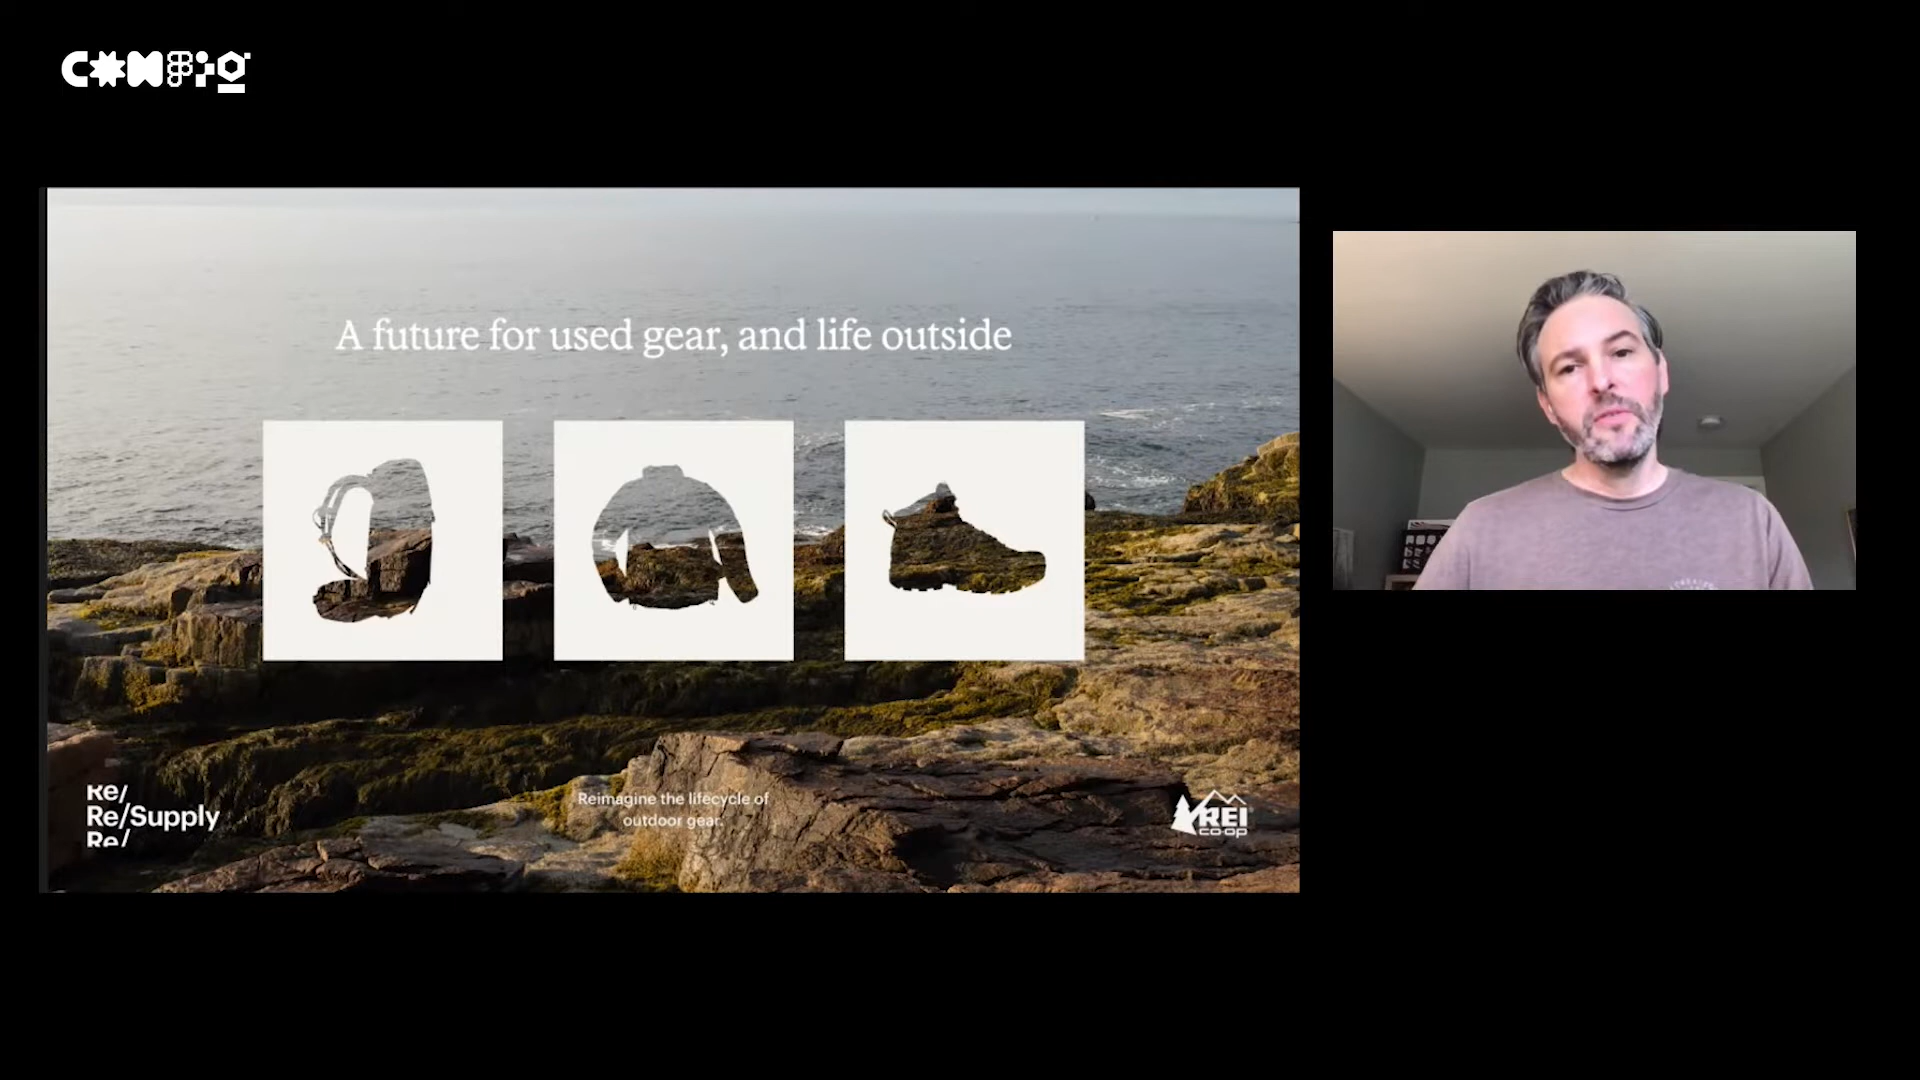 CONFIG
A future for used gear, and life outside
Re/
Re/Supply
Re/
Reimagine the lifecycle of
outdoor gear.
REI
co·op